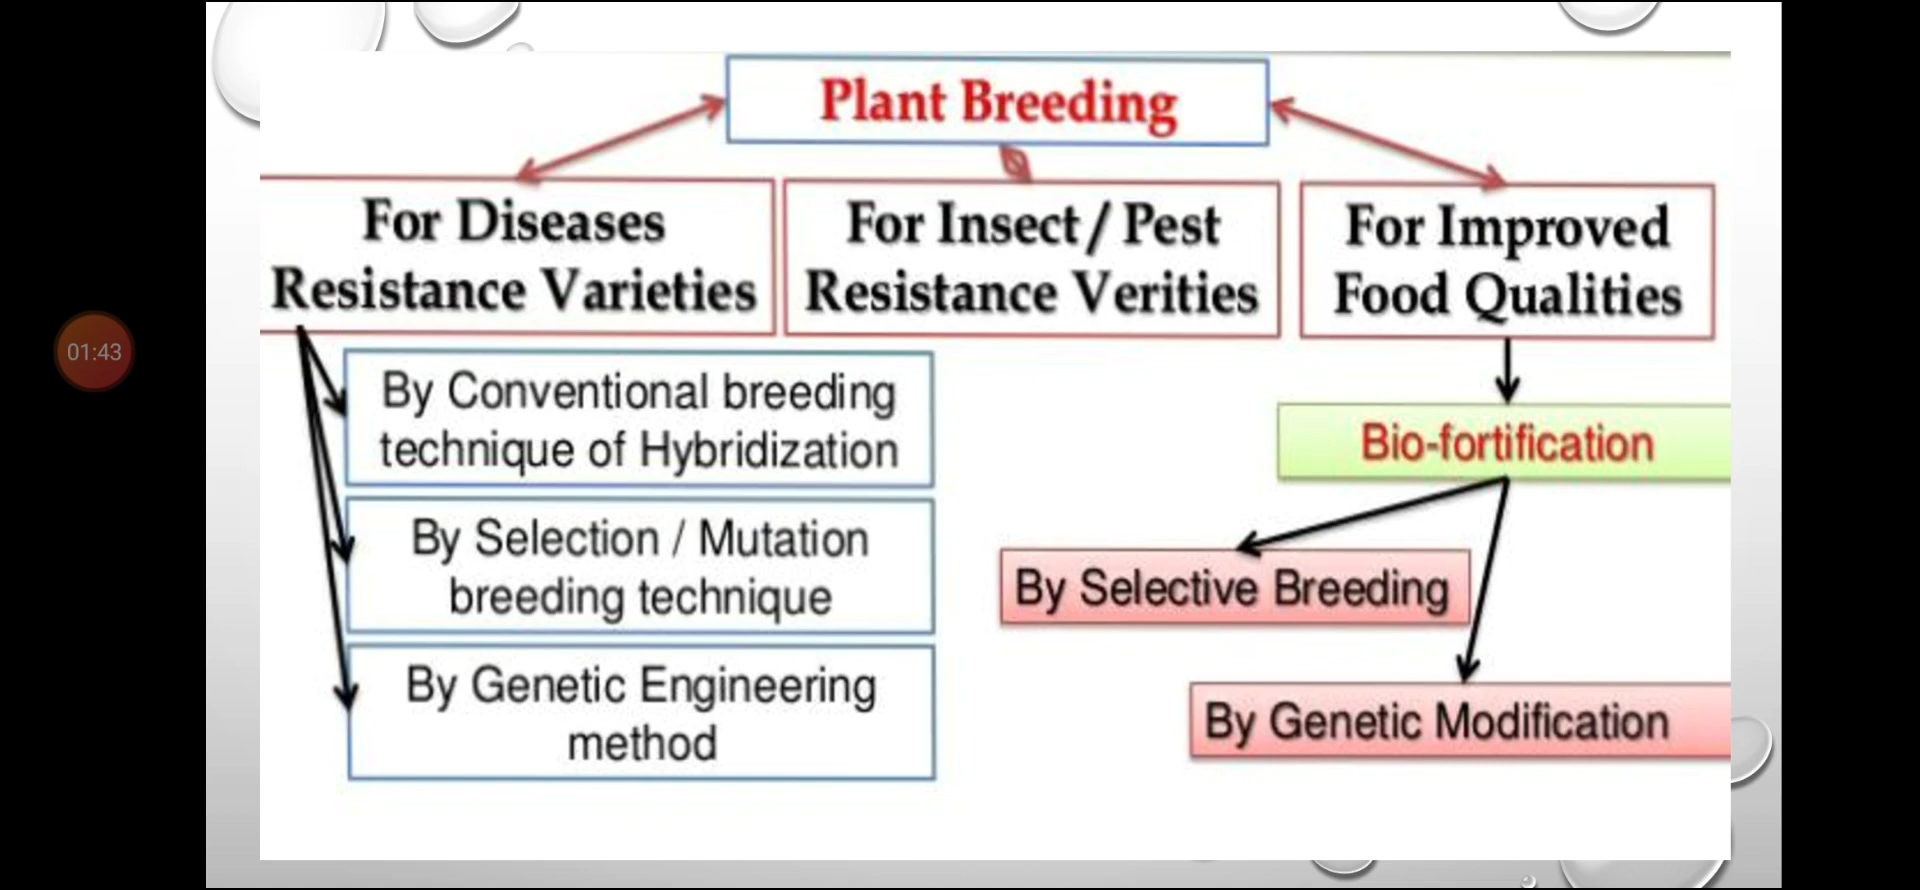 Plant Breeding
For Diseases
Resistance Varieties
For Insect / Pest
Resistance Verities
For Improved
Food Qualities
By Conventional breeding
technique of Hybridization
By Selection / Mutation
breeding technique
By Genetic Engineering
method
Bio-fortification
By Selective Breeding
By Genetic Modification
01:43